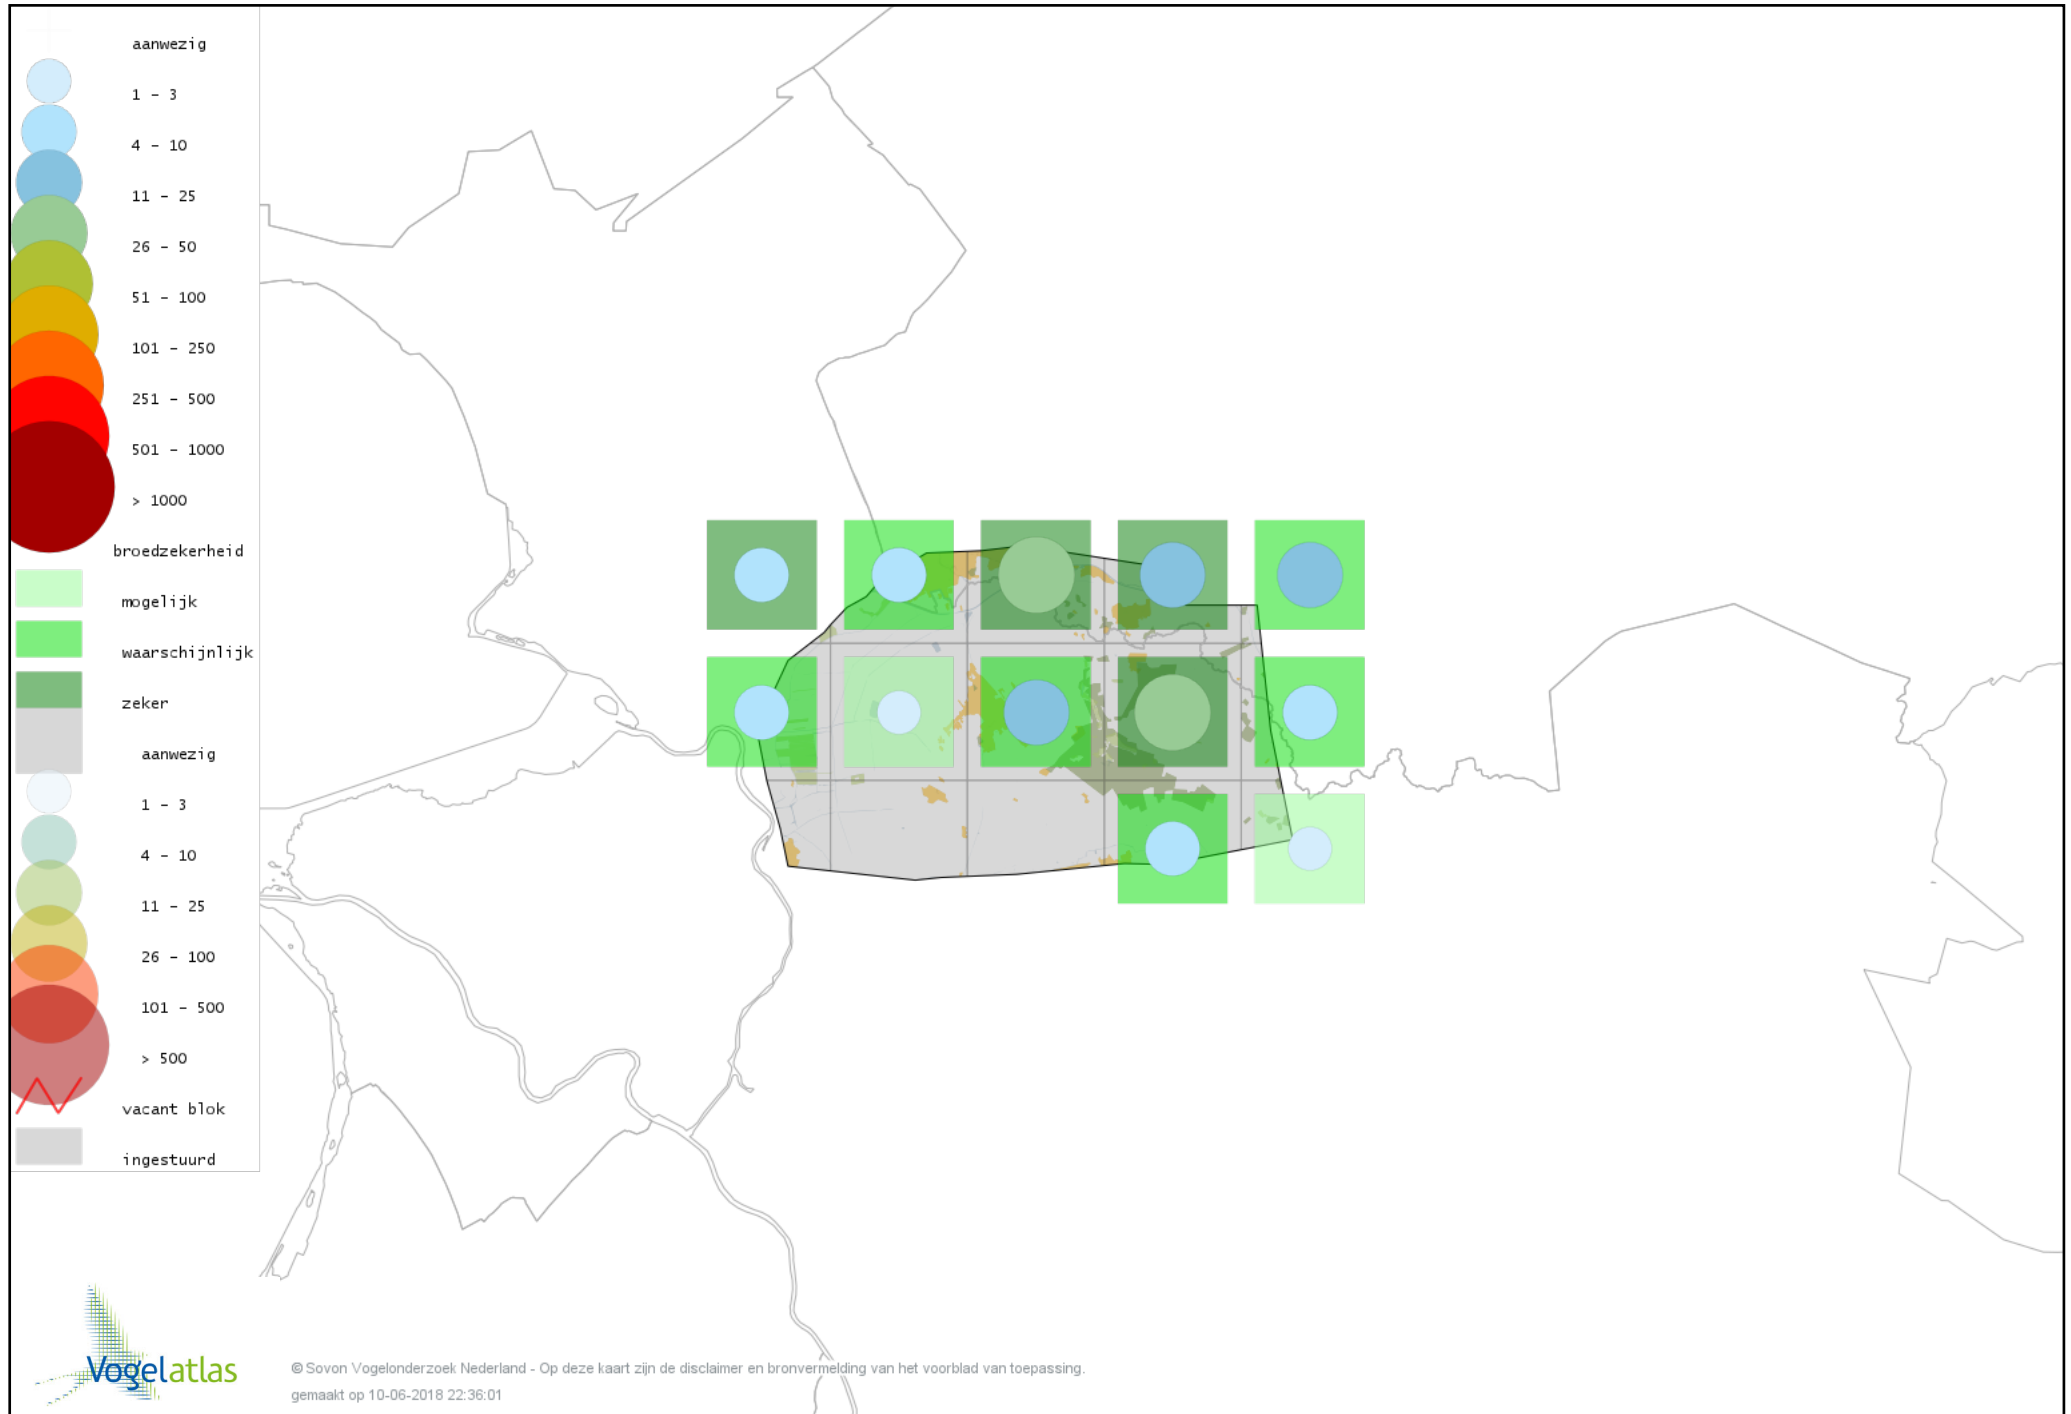 aanwezig
1 - 3
4 - 10
11 - 25
26 - 50
51 - 100
101 - 250
251 - 500
501 - 1000
> 1000
broedzekerheid
mogelijk
waarschijnlijk
zeker
aanwezig
1 - 3
4 - 10
11 - 25
26 - 100
101 - 500
> 500
vacant blok
ingestuurd
Vogelatlas
© Sovon Vogelonderzoek Nederland - Op deze kaart zijn de disclaimer en bronvermelding van het voorblad van toepassing.
gemaakt op 10-06-2018 22:36:01